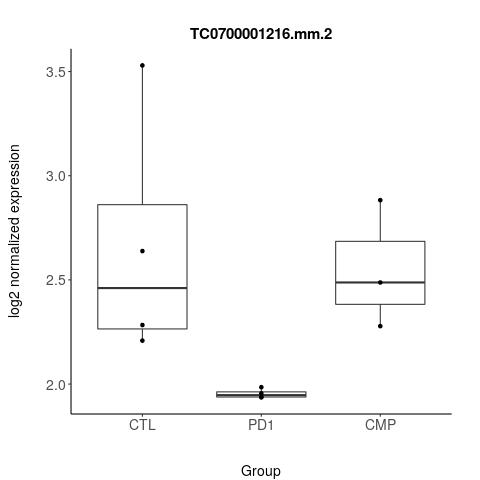 TC0700001216.mm.2
log2 normalized expression
3.5
3.0
2.5
2.0
CTL PD1 CMP
Group